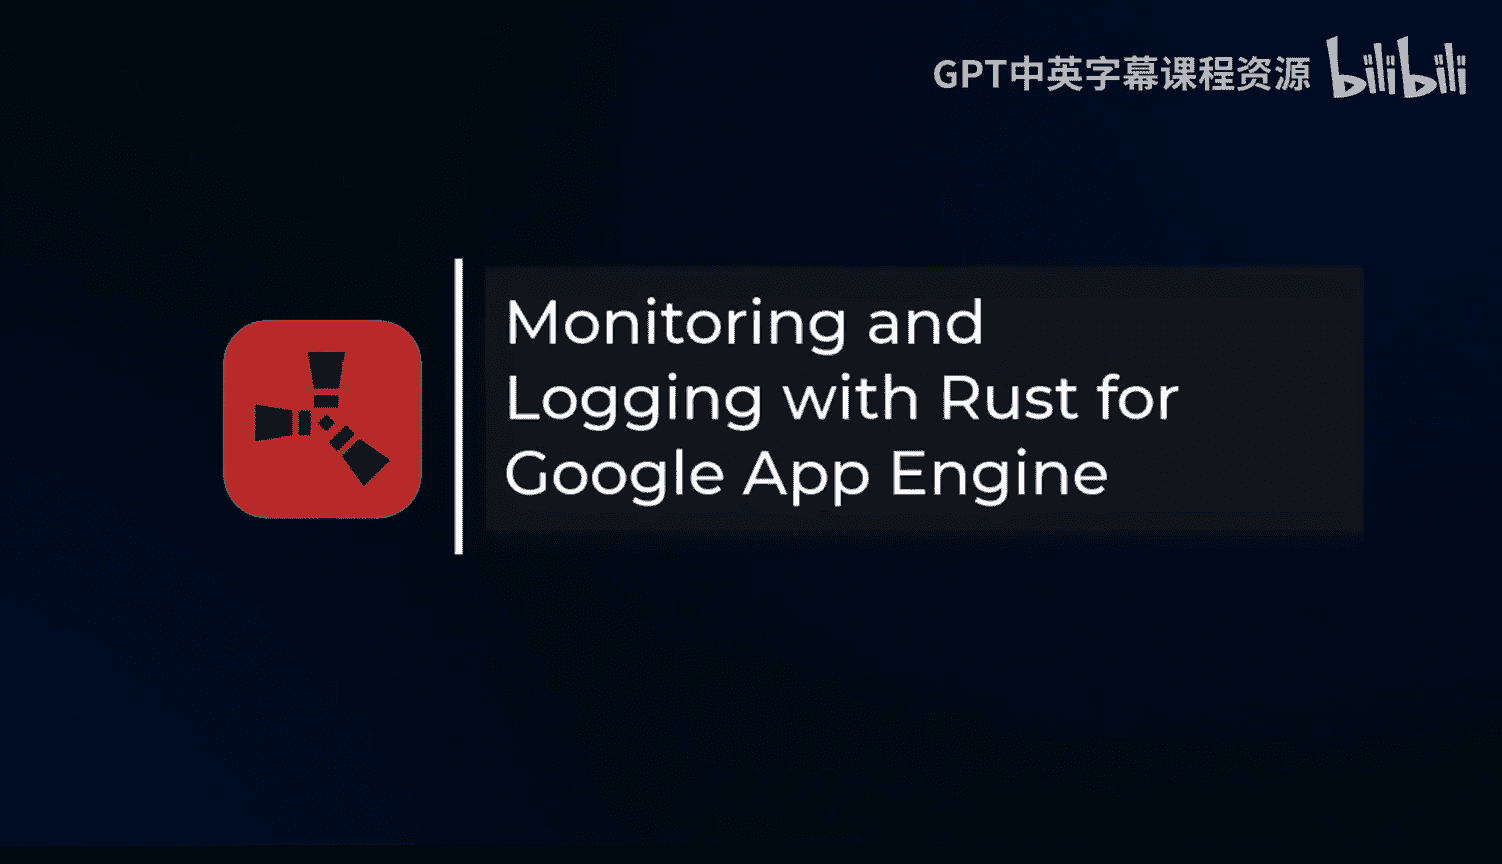 GPT中英字幕课程资源 bilibili
Monitoring and
Logging with Rust for
Google App Engine